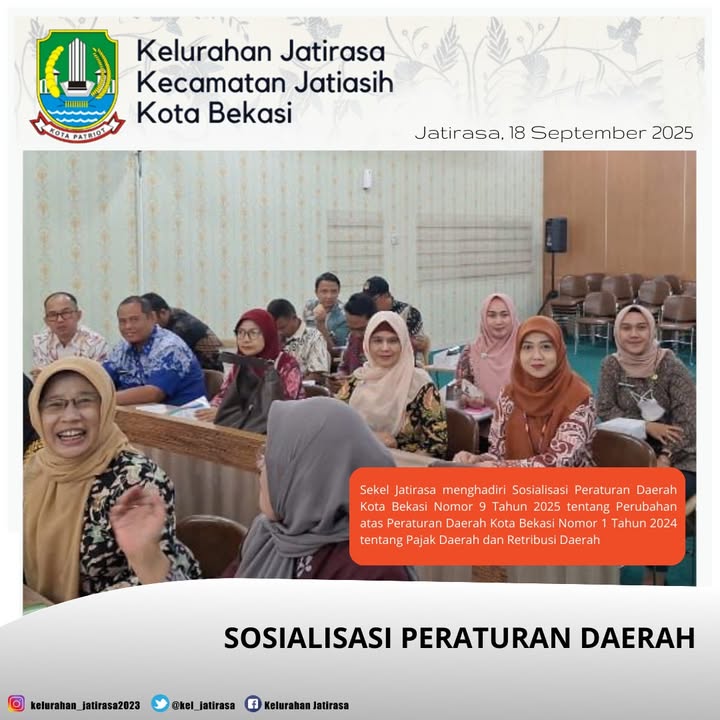 Kelurahan Jatirasa
Kecamatan Jatiasih
Kota Bekasi
KOTA PATRIOT
Jatirasa, 18 September 2025
Sekel Jatirasa menghadiri Sosialisasi Peraturan Daerah
Kota Bekasi Nomor 9 Tahun 2025 tentang Perubahan
atas Peraturan Daerah Kota Bekasi Nomor 1 Tahun 2024
tentang Pajak Daerah dan Retribusi Daerah
SOSIALISASI PERATURAN DAERAH
kelurahan_jatirasa2023 @kel_jatirasa Kelurahan Jatirasa